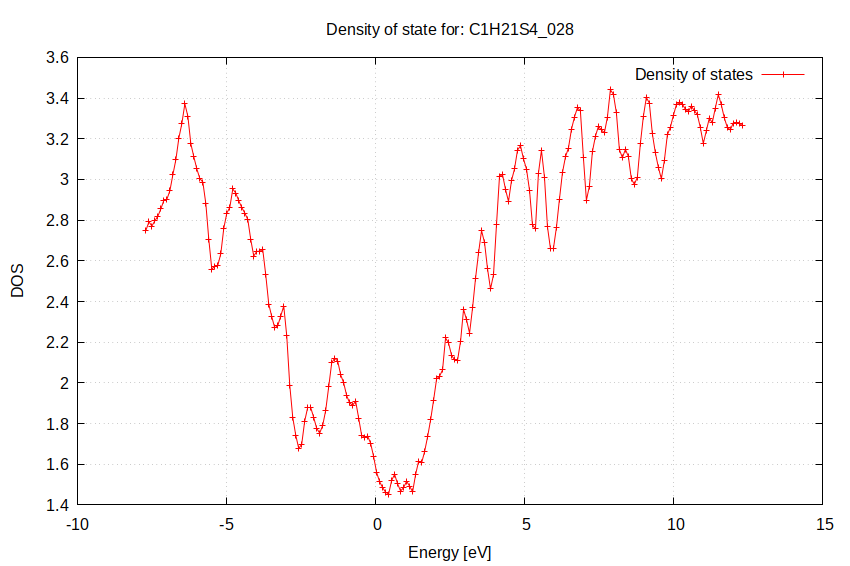 Density of state for: C1H21S4_028
Density of states
3.6
3.4
3.2
3
2.8
2.6
2.4
2.2
2
1.8
1.6
1.4
DOS
-10 -5 0 5 10 15
Energy [eV]